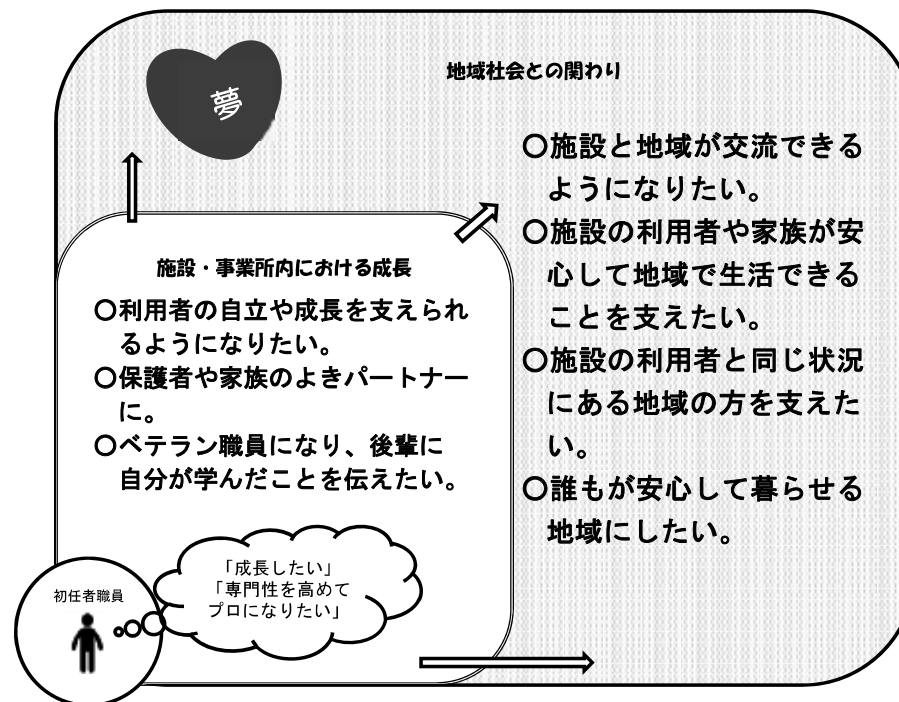 夢
地域社会との関わり
〇施設と地域が交流できる
ようになりたい。
〇施設の利用者や家族が安
心して地域で生活できる
ことを支えたい。
〇施設の利用者と同じ状況
にある地域の方を支えた
い。
〇誰もが安心して暮らせる
地域にしたい。
施設・事業所内における成長
〇利用者の自立や成長を支えられ
るようになりたい。
〇保護者や家族のよきパートナー
に。
〇ベテラン職員になり、後輩に
自分が学んだことを伝えたい。
「成長したい」
「専門性を高めて
プロになりたい」
初任者職員